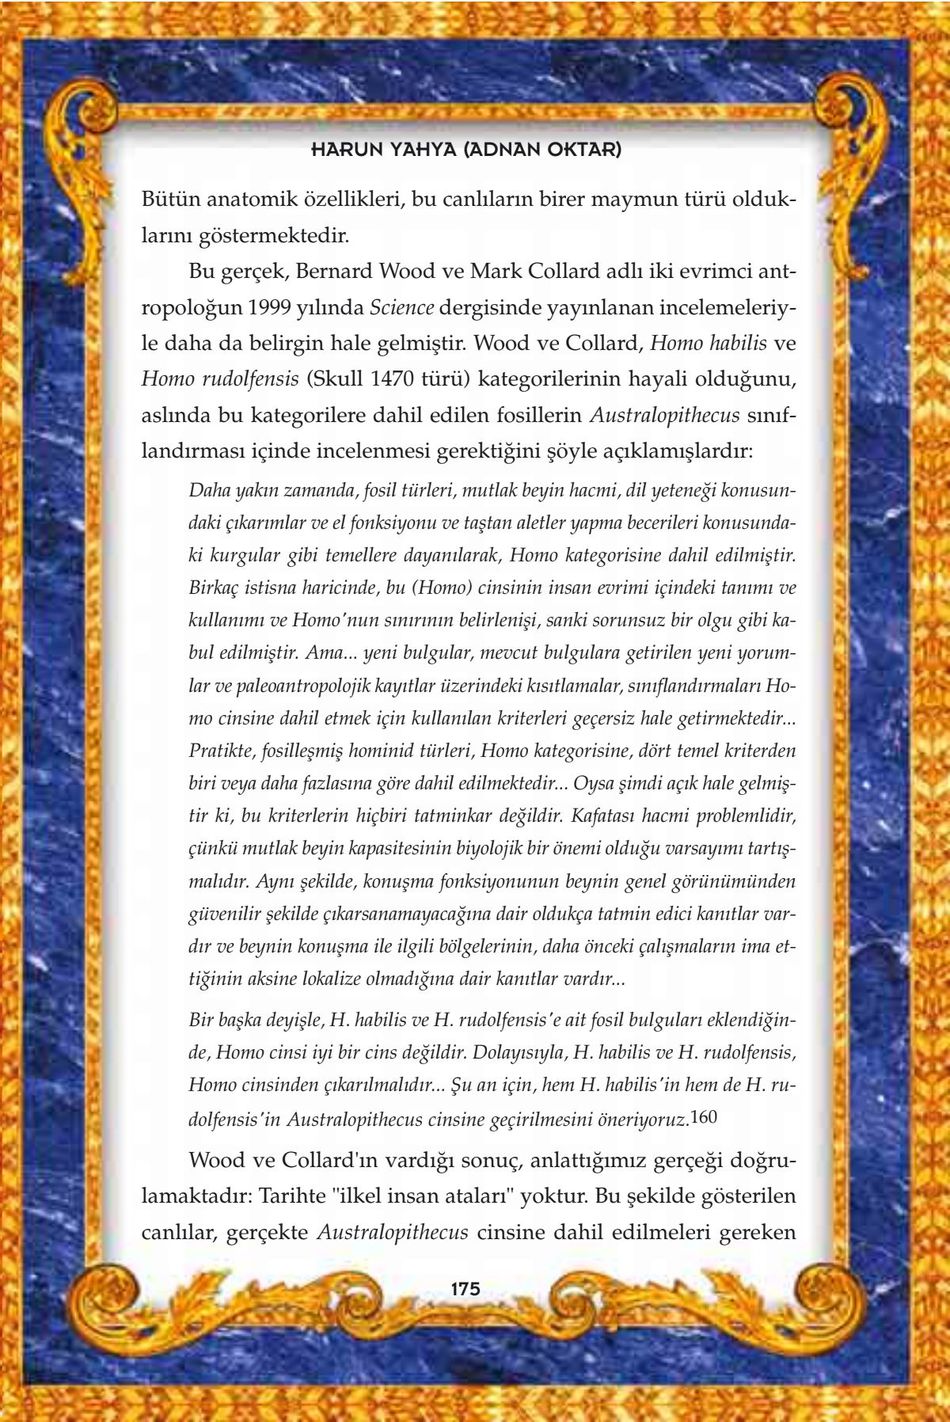 HARUN YAHYA (ADNAN OKTAR)
Bütün anatomik özellikleri, bu canlıların birer maymun türü olduk-
larını göstermektedir.
Bu gerçek, Bernard Wood ve Mark Collard adlı iki evrimci ant-
ropoloğun 1999 yılında Science dergisinde yayınlanan incelemeleriy-
le daha da belirgin hale gelmiştir. Wood ve Collard, Homo habilis ve
Homo rudolfensis (Skull 1470 türü) kategorilerinin hayali olduğunu,
aslında bu kategorilere dahil edilen fosillerin Australopithecus sınıf-
landırması içinde incelenmesi gerektiğini şöyle açıklamışlardır:
Daha yakın zamanda, fosil türleri, mutlak beyin hacmi, dil yeteneği konusun-
daki çıkarımlar ve el fonksiyonu ve taştan aletler yapma becerileri konusunda-
ki kurgular gibi temellere dayanılarak, Homo kategorisine dahil edilmiştir.
Birkaç istisna haricinde, bu (Homo) cinsinin insan evrimi içindeki tanımı ve
kullanımı ve Homo'nun sınırının belirlenişi, sanki sorunsuz bir olgu gibi ka-
bul edilmiştir. Ama... yeni bulgular, mevcut bulgulara getirilen yeni yorum-
lar ve paleoantropolojik kayıtlar üzerindeki kısıtlamalar, sınıflandırmaları Ho-
mo cinsine dahil etmek için kullanılan kriterleri geçersiz hale getirmektedir...
Pratikte, fosilleşmiş hominid türleri, Homo kategorisine, dört temel kriterden
biri veya daha fazlasına göre dahil edilmektedir... Oysa şimdi açık hale gelmiş-
tir ki, bu kriterlerin hiçbiri tatminkar değildir. Kafatası hacmi problemlidir,
çünkü mutlak beyin kapasitesinin biyolojik bir önemi olduğu varsayımı tartış-
malıdır. Aynı şekilde, konuşma fonksiyonunun beynin genel görünümünden
güvenilir şekilde çıkarsanamayacağına dair oldukça tatmin edici kanıtlar var-
dır ve beynin konuşma ile ilgili bölgelerinin, daha önceki çalışmaların ima et-
tiğinin aksine lokalize olmadığına dair kanıtlar vardır...
Bir başka deyişle, H. habilis ve H. rudolfensis'e ait fosil bulguları eklendiğin-
de, Homo cinsi iyi bir cins değildir. Dolayısıyla, H. habilis ve H. rudolfensis,
Homo cinsinden çıkarılmalıdır... Şu an için, hem H. habilis'in hem de H. ru-
dolfensis'in Australopithecus cinsine geçirilmesini öneriyoruz.160
Wood ve Collard'ın vardığı sonuç, anlattığımız gerçeği doğru-
lamaktadır: Tarihte "ilkel insan ataları" yoktur. Bu şekilde gösterilen
canlılar, gerçekte Australopithecus cinsine dahil edilmeleri gereken
175